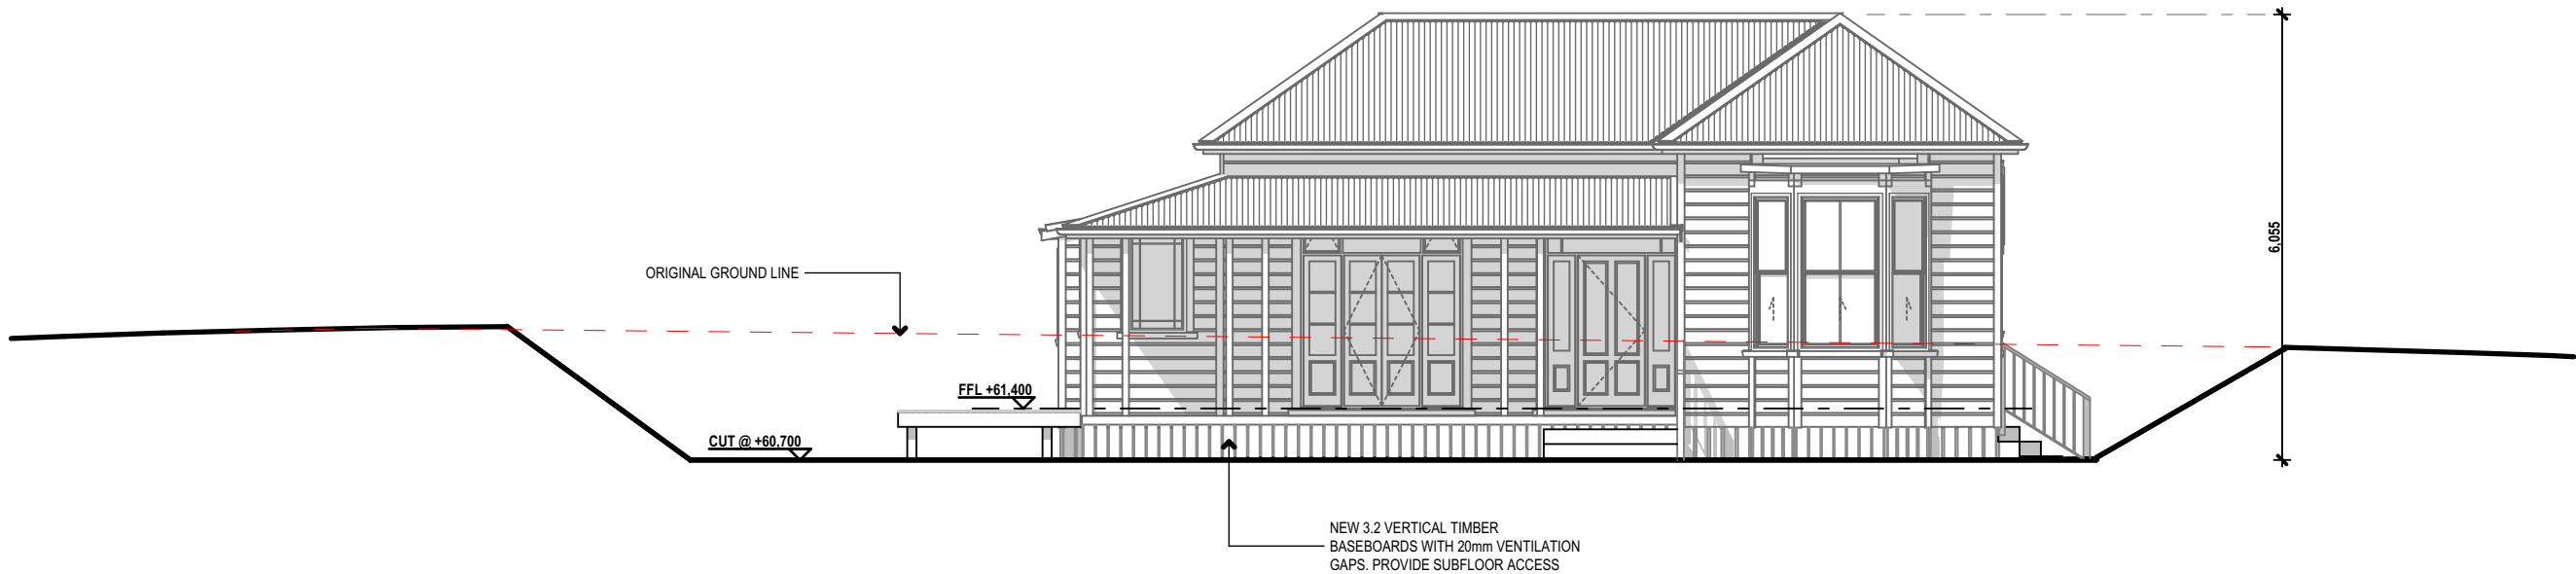 6,055
ORIGINAL GROUND LINE
FFL +61,400
CUT @ +60,700
NEW 3.2 VERTICAL TIMBER
BASEBOARDS WITH 20mm VENTILATION
GAPS. PROVIDE SUBFLOOR ACCESS